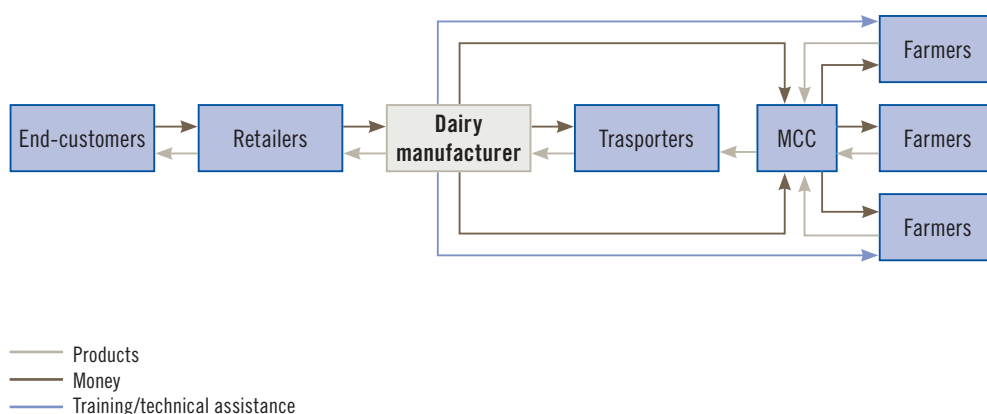 Farmers
End-customers
Retailers
Dairy
manufacturer
Trasporters
MCC
Farmers
Farmers
Products
Money
Training/technical assistance